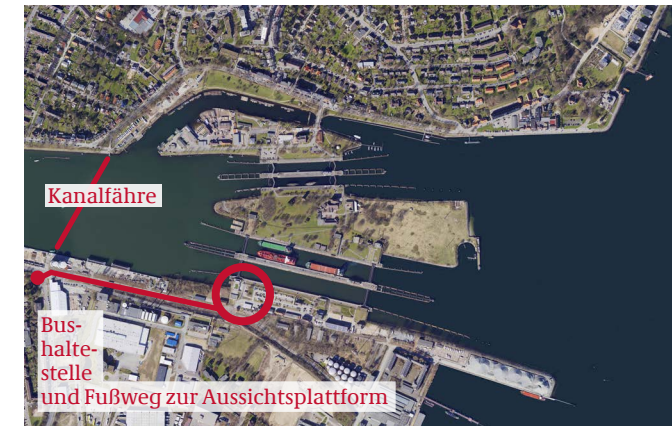 Kanalfähre
Bus-
halte-
stelle
und Fußweg zur Aussichtsplattform